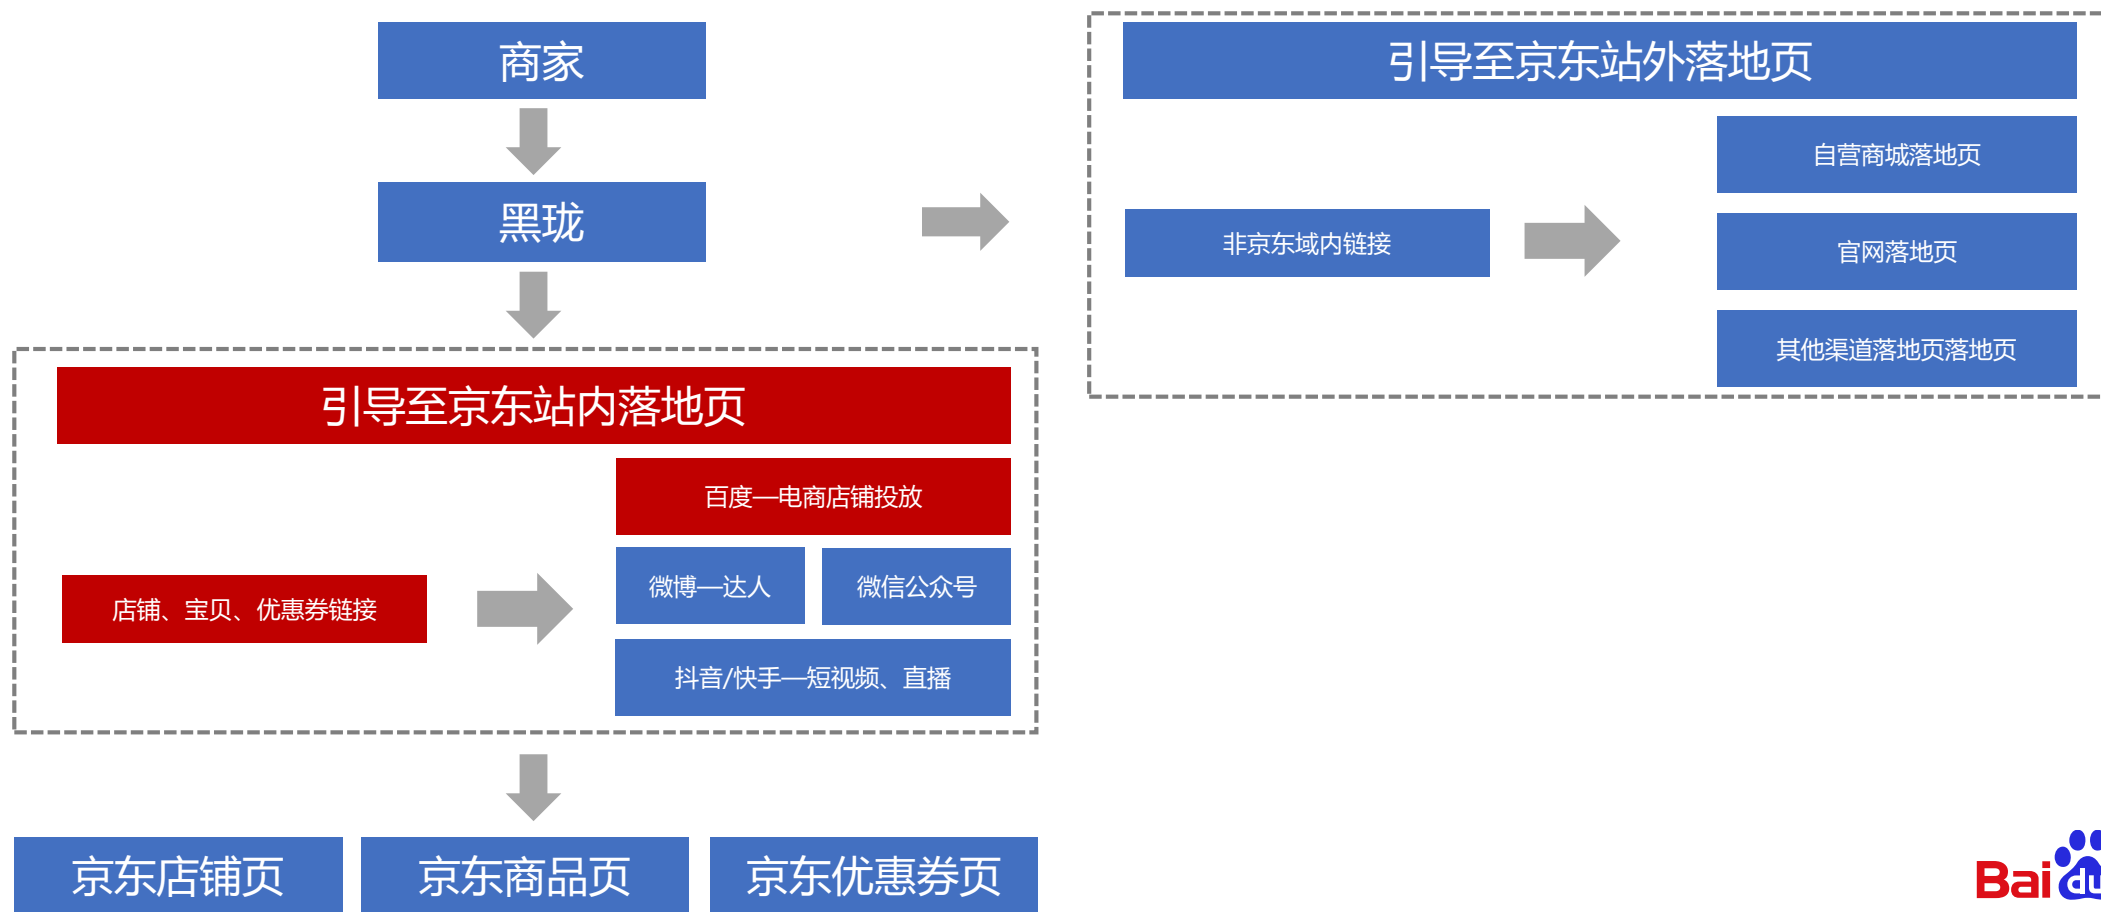 商家
黑珑
引导至京东站内落地页
百度—电商店铺投放
微博—达人
微信公众号
店铺、宝贝、优惠券链接
抖音/快手—短视频、直播
京东店铺页
京东商品页
京东优惠券页
引导至京东站外落地页
自营商城落地页
非京东域内链接
官网落地页
其他渠道落地页落地页
Bai du